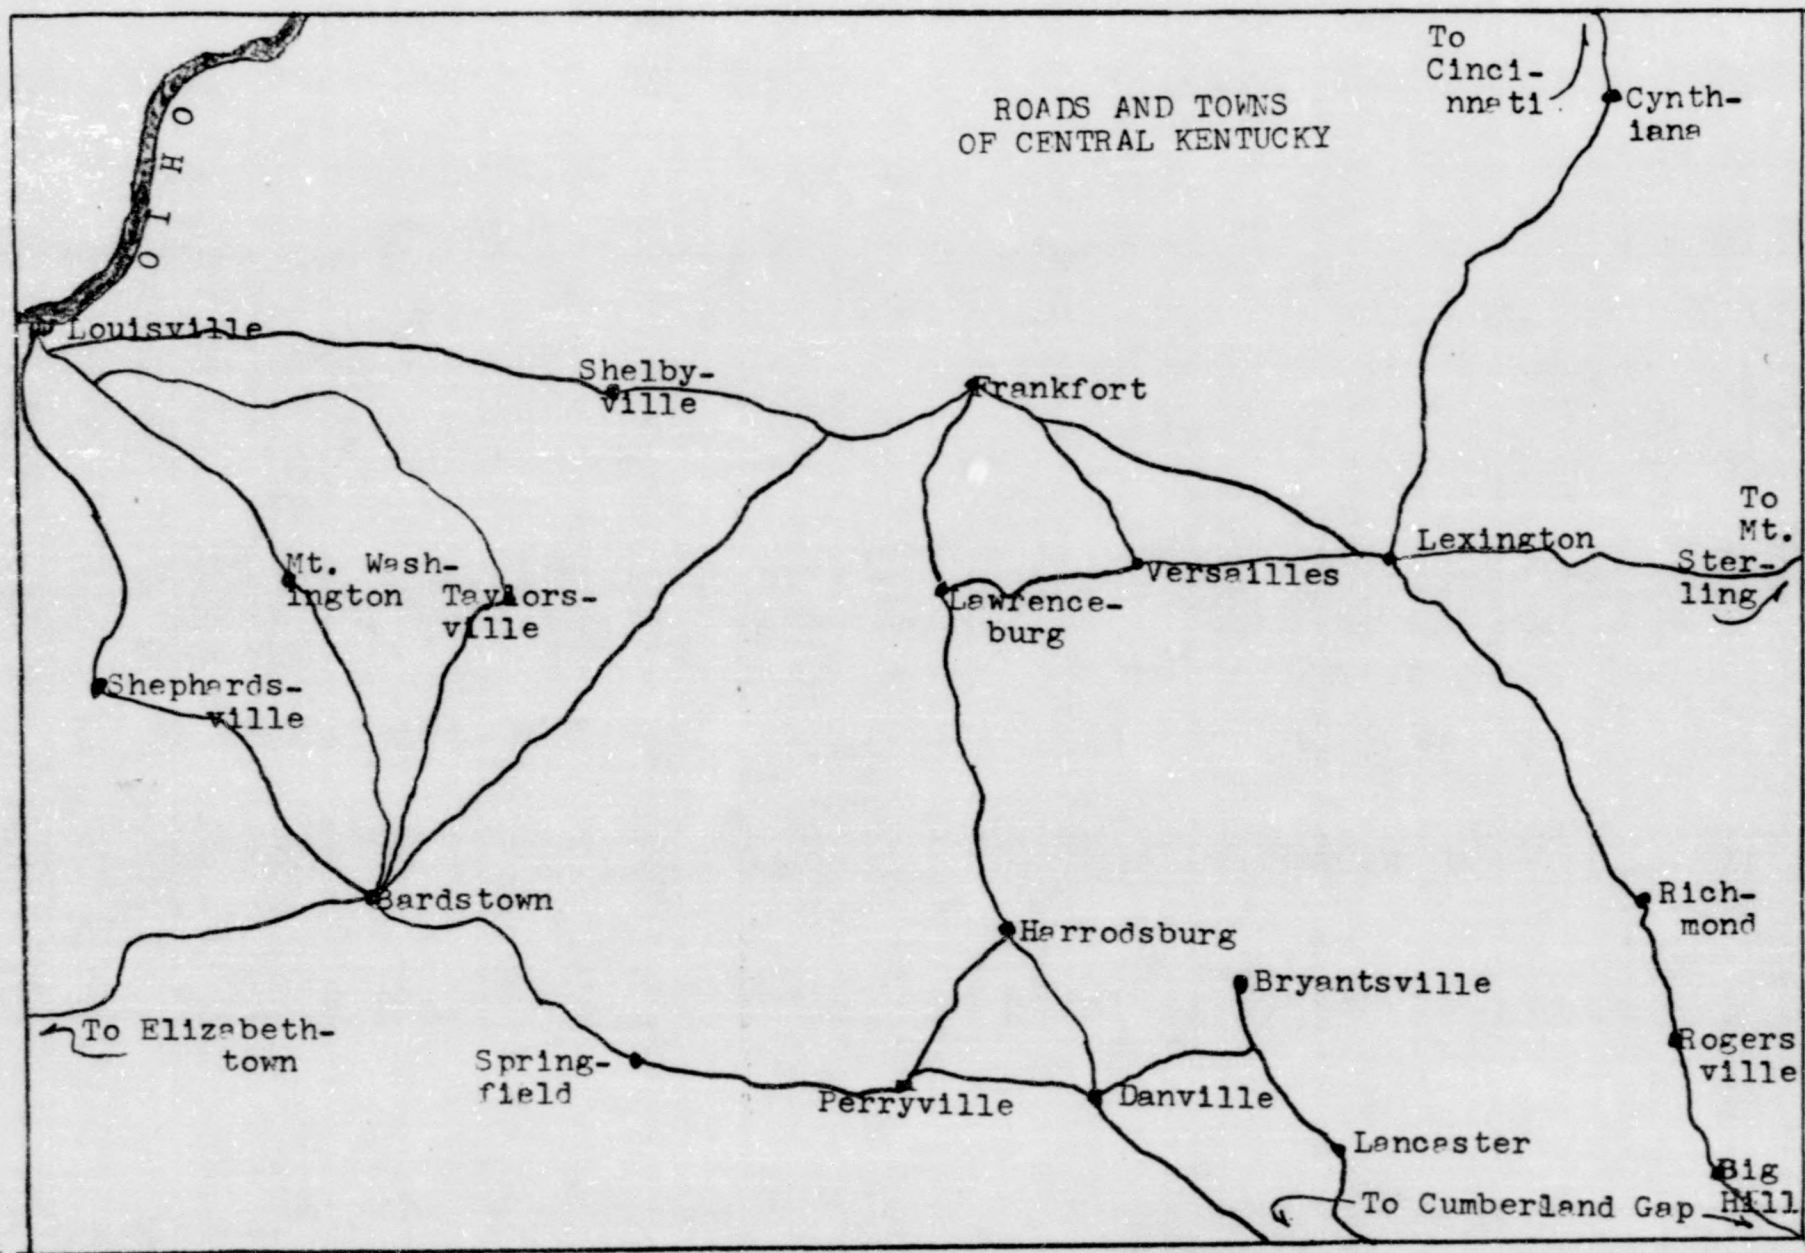 ROADS AND TOWNS
OF CENTRAL KENTUCKY
To
Cinci-
nnati
Cynth-
iana
OHIO
Louisville
Shelby-
ville
Frankfort
To
Mt.
Ster-
ling
Lexington
Mt. Wash-
ington
Taylors-
ville
Versailles
Lawrence-
burg
Shephards-
ville
Bardstown
Rich-
mond
Harrodsburg
Bryantsville
To Elizabeth-
town
Spring-
field
Perryville
Danville
Rogers
ville
Lancaster
Big
Hill
To Cumberland Gap